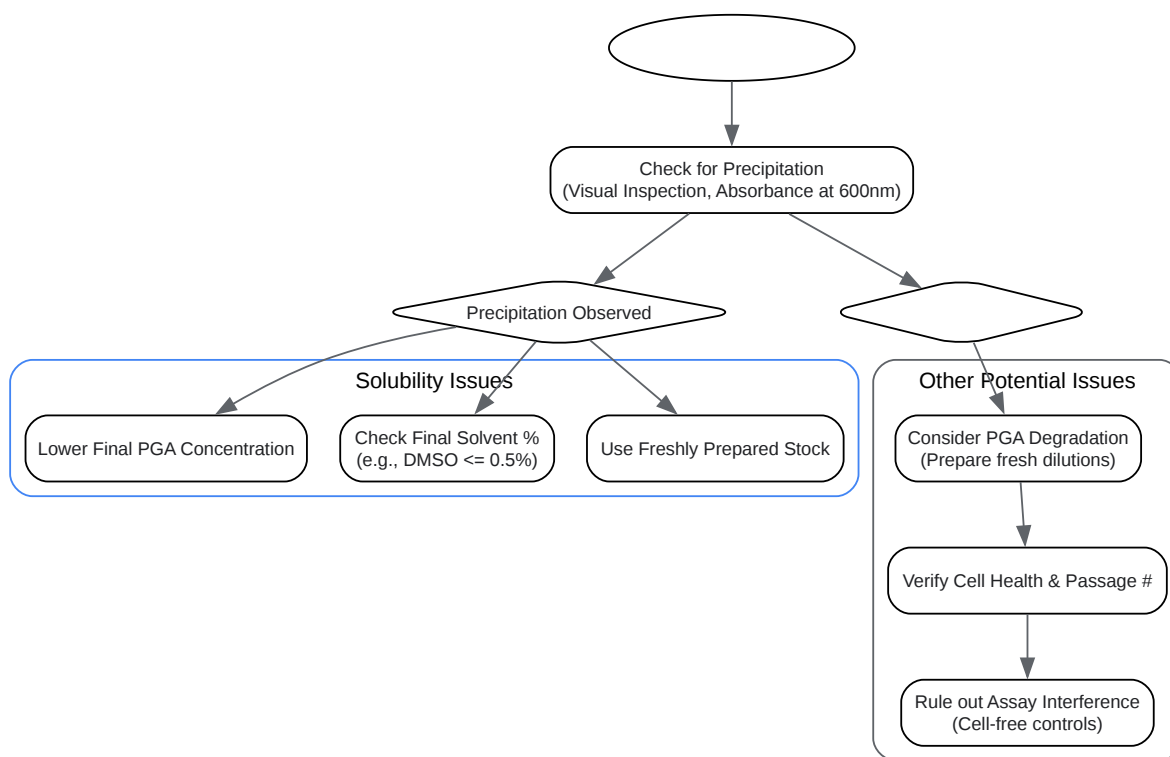 Check for Precipitation
(Visual Inspection, Absorbance at 600nm)
Precipitation Observed
Solubility Issues
Lower Final PGA Concentration
Check Final Solvent %
(e.g., DMSO <= 0.5%)
Use Freshly Prepared Stock
Other Potential Issues
Consider PGA Degradation
(Prepare fresh dilutions)
Verify Cell Health & Passage #
Rule out Assay Interference
(Cell-free controls)